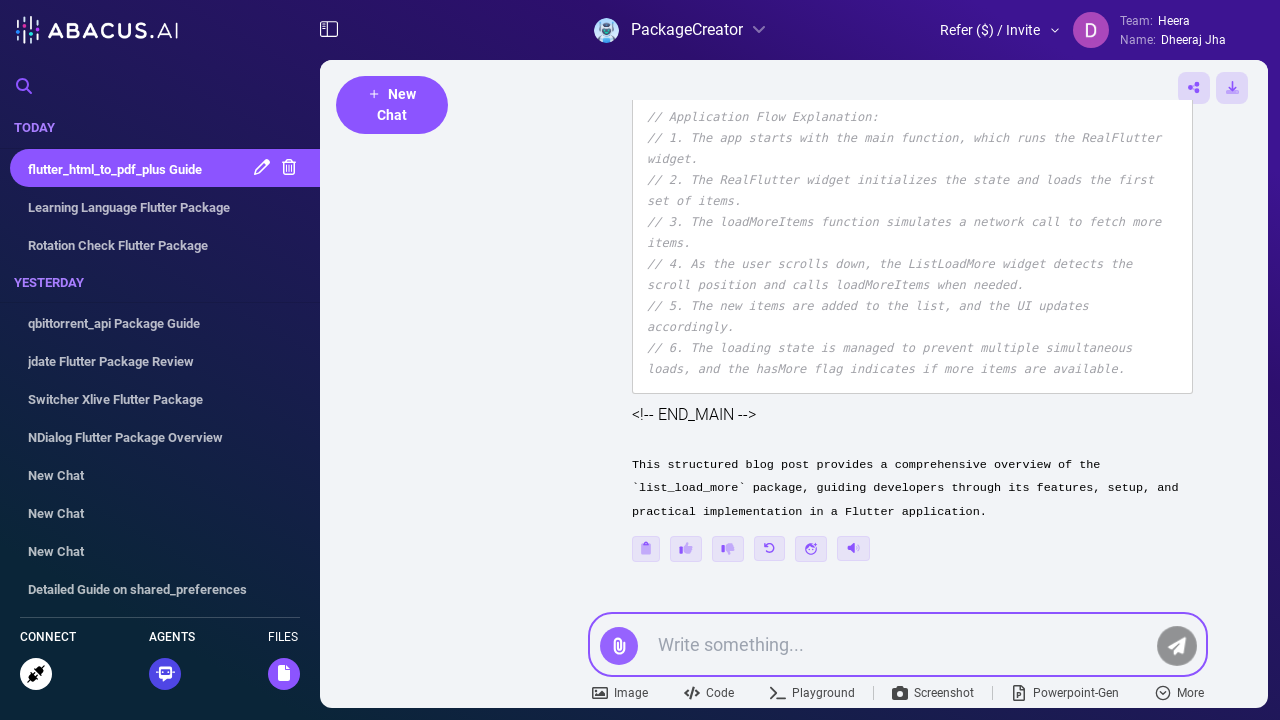 ABACUS.AI
PackageCreator
Refer ($) / Invite
D
Team: Heera
Name: Dheeraj Jha
TODAY
flutter_html_to_pdf_plus Guide
Learning Language Flutter Package
Rotation Check Flutter Package
YESTERDAY
qbittorrent_api Package Guide
jdate Flutter Package Review
Switcher Xlive Flutter Package
NDialog Flutter Package Overview
New Chat
New Chat
New Chat
Detailed Guide on shared_preferences
CONNECT
AGENTS
FILES
+ New
Chat
// Application Flow Explanation:
// 1. The app starts with the main function, which runs the RealFlutter
widget.
// 2. The RealFlutter widget initializes the state and loads the first
set of items.
// 3. The loadMoreItems function simulates a network call to fetch more
items.
// 4. As the user scrolls down, the ListLoadMore widget detects the
scroll position and calls loadMoreItems when needed.
// 5. The new items are added to the list, and the UI updates
accordingly.
// 6. The loading state is managed to prevent multiple simultaneous
loads, and the hasMore flag indicates if more items are available.
<!-- END_MAIN -->
This structured blog post provides a comprehensive overview of the
`list_load_more` package, guiding developers through its features, setup, and
practical implementation in a Flutter application.
Write something...
Image
Code
Playground
Screenshot
Powerpoint-Gen
More